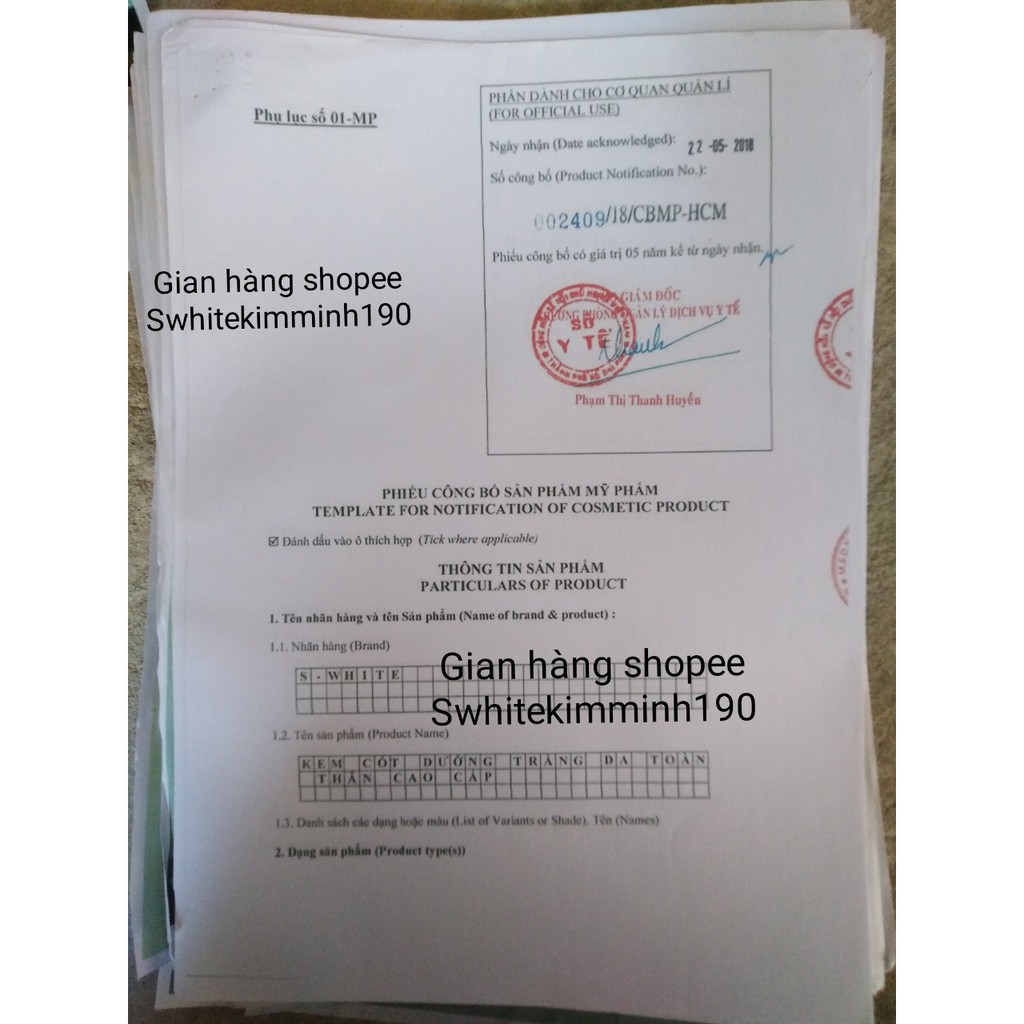 Phụ lục số 01-MP
PHẦN DÀNH CHO CƠ QUAN QUẢN LÍ
(FOR OFFICIAL USE)
Ngày nhận (Date acknowledged): 22 -05- 2018
Số công bố (Product Notification No.):
002409/18/CBMP-HCM
Phiếu công bố có giá trị 05 năm kể từ ngày nhận.
GIÁM ĐỐC
PHÒNG QUẢN LÝ DỊCH VỤ Y TẾ
SỞ
Y TẾ
Phạm Thị Thanh Huyền
Gian hàng shopee
Swhitekimminh190
PHIẾU CÔNG BỐ SẢN PHẨM MỸ PHẨM
TEMPLATE FOR NOTIFICATION OF COSMETIC PRODUCT
Đánh dấu vào ô thích hợp (Tick where applicable)
THÔNG TIN SẢN PHẨM
PARTICULARS OF PRODUCT
1. Tên nhãn hàng và tên Sản phẩm (Name of brand & product) :
1.1. Nhãn hàng (Brand)
S-WHITE
Gian hàng shopee
Swhitekimminh190
1.2. Tên sản phẩm (Product Name)
KEM CỐT DƯỠNG TRẮNG DA TOÀN
THÂN CAO CẤP
1.3. Danh sách các dạng hoặc màu (List of Variants or Shade). Tên (Names)
2. Dạng sản phẩm (Product type(s))